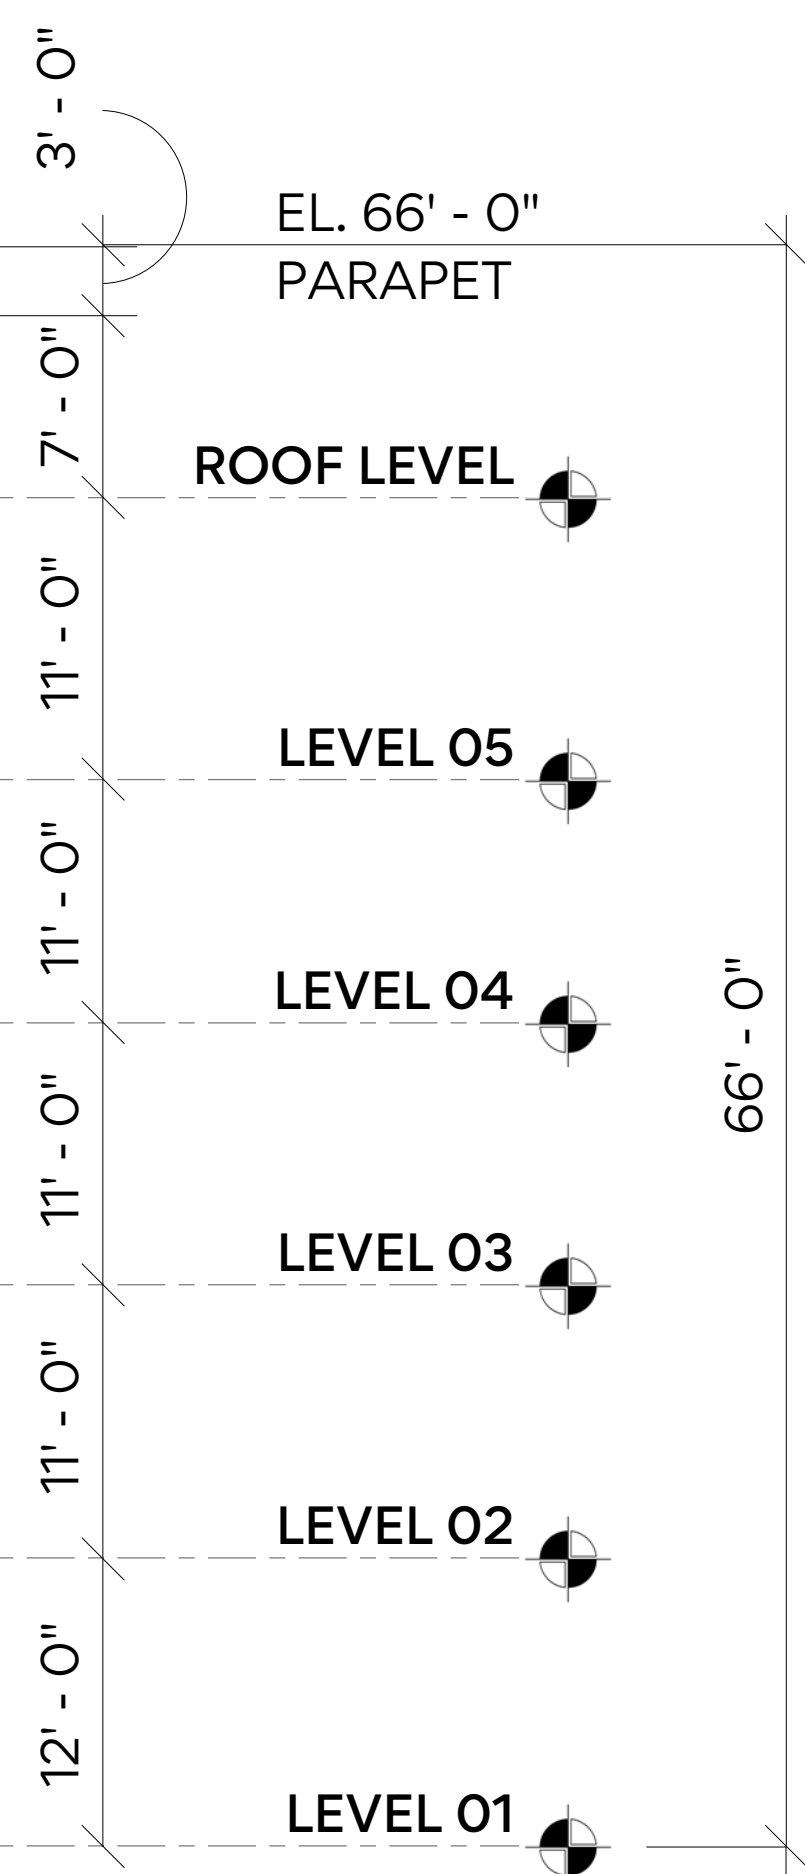 3' - 0"
EL. 66' - 0"
PARAPET
7' - 0"
ROOF LEVEL
11' - 0"
LEVEL 05
11' - 0"
LEVEL 04
66' - 0"
11' - 0"
LEVEL 03
11' - 0"
LEVEL 02
12' - 0"
LEVEL 01